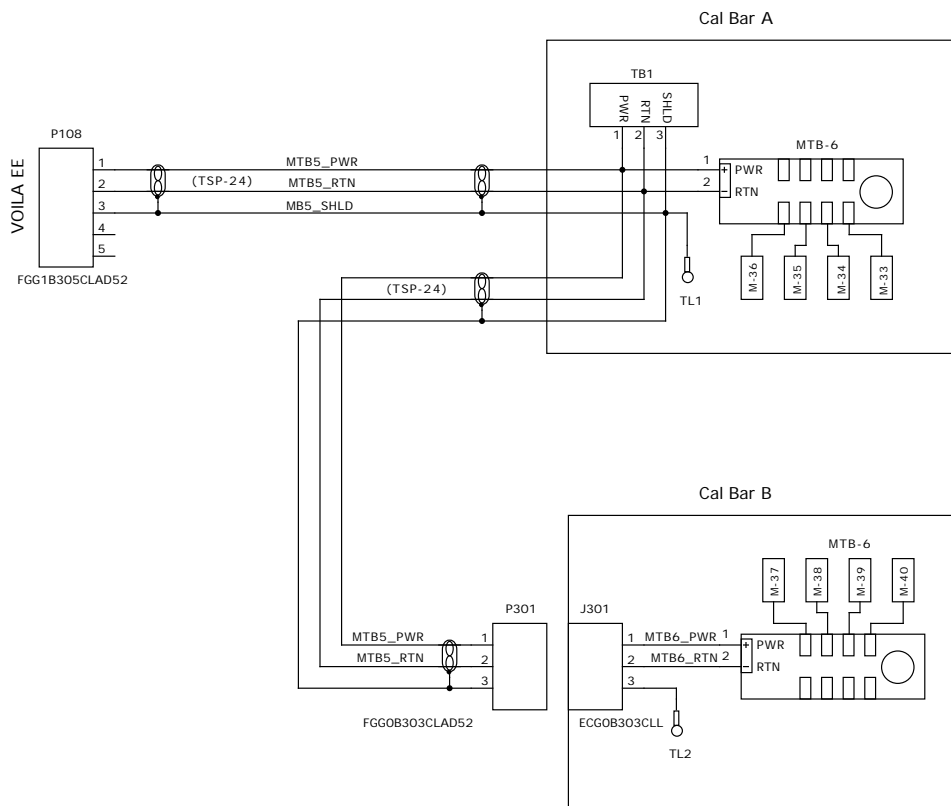 Cal Bar A
TB1
PWR
RTN
SHLD
1 2 3
P108
VOILA EE
1
2
3
4
5
MTB5_PWR
(TSP-24)
MTB5_RTN
MB5_SHLD
FGG1B305CLAD52
MTB-6
1
2
+ PWR
− RTN
M-36
M-35
M-34
M-33
TL1
(TSP-24)
Cal Bar B
MTB-6
M-37
M-38
M-39
M-40
P301
J301
MTB5_PWR
MTB5_RTN
1
2
3
1
2
3
MTB6_PWR
MTB6_RTN
1
2
+ PWR
− RTN
FGG0B303CLAD52
ECG0B303CLL
TL2